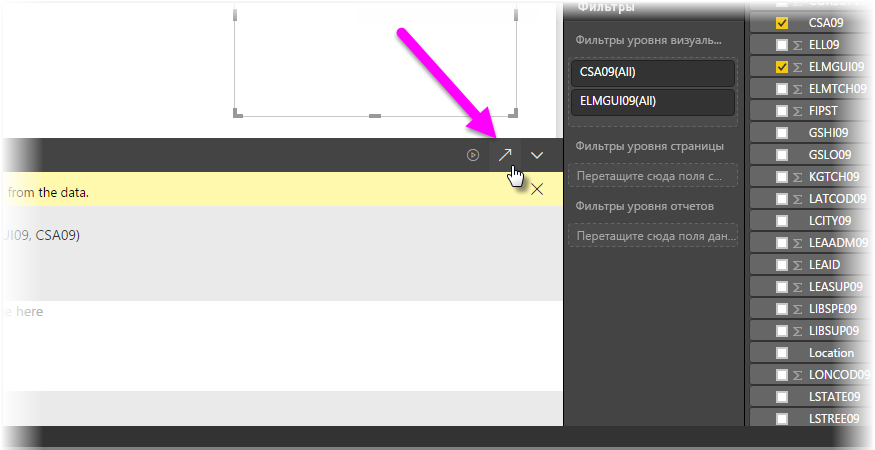 Фильтры
Фильтры уровня визуаль...
CSA09(All)
ELMGUI09(All)
Фильтры уровня страницы
Перетащите сюда поля с...
Фильтры уровня отчетов
Перетащите сюда поля дан...
from the data.
09, CSA09)
here
CSA09
ELL09
ELMGUI09
ELMTCH09
FIPST
GSHI09
GSLO09
KGTCH09
LATCOD09
LCITY09
LEAADM09
LEAID
LEASUP09
LIBSPE09
LIBSUP09
Location
LONCOD09
LSTATE09
LSTREE09